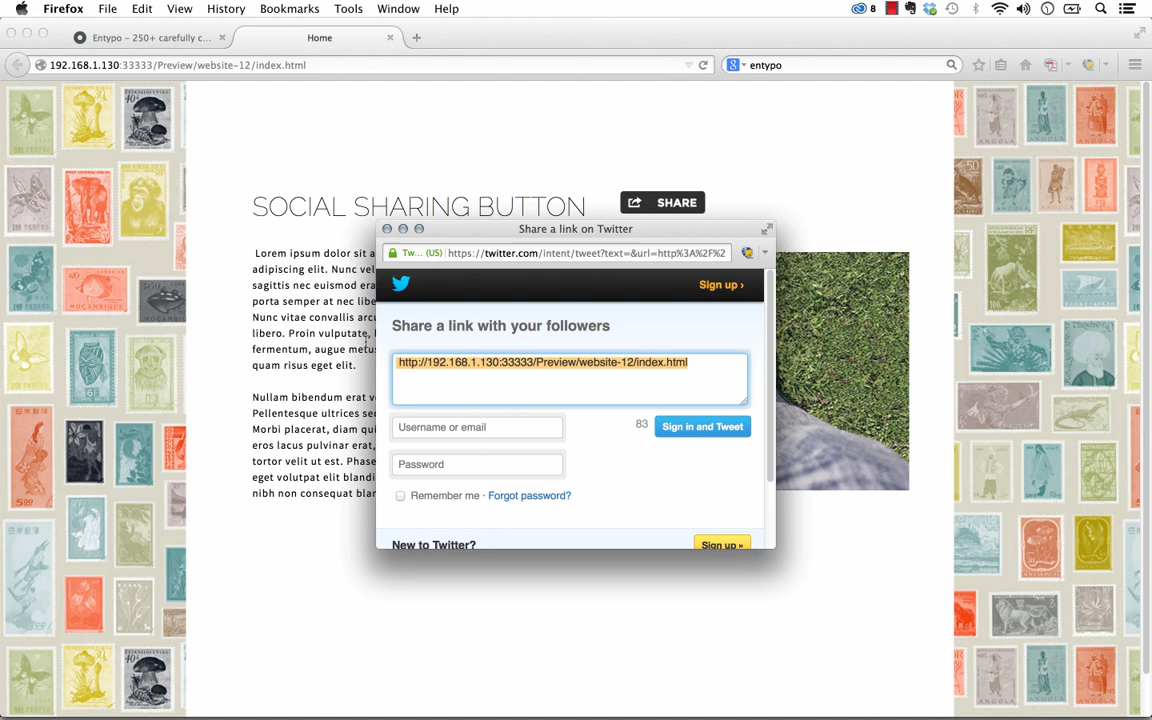 Firefox File Edit View History Bookmarks Tools Window Help
8
Entypo – 250+ carefully c...
Home
192.168.1.130:33333/Preview/website-12/index.html
entypo
SOCIAL SHARING BUTTON
SHARE
Share a link on Twitter
Tw... (US) https://twitter.com/intent/tweet?text=&url=http%3A%2F%2
Sign up ›
Share a link with your followers
http://192.168.1.130:33333/Preview/website-12/index.html
Username or email
83
Sign in and Tweet
Password
Remember me · Forgot password?
New to Twitter?
Sign up »
Lorem ipsum dolor sit a
adipiscing elit. Nunc vel
sagittis nec euismod era
porta semper at nec libe
Nunc vitae convallis arcu
libero. Proin vulputate, l
fermentum, augue metus
quam risus eget elit.
Nullam bibendum erat v
Pellentesque ultrices sed
Morbi placerat, diam qui
eros lacus pulvinar erat,
tortor velit ut est. Phase
eget volutpat elit blandi
nibh non consequat blan